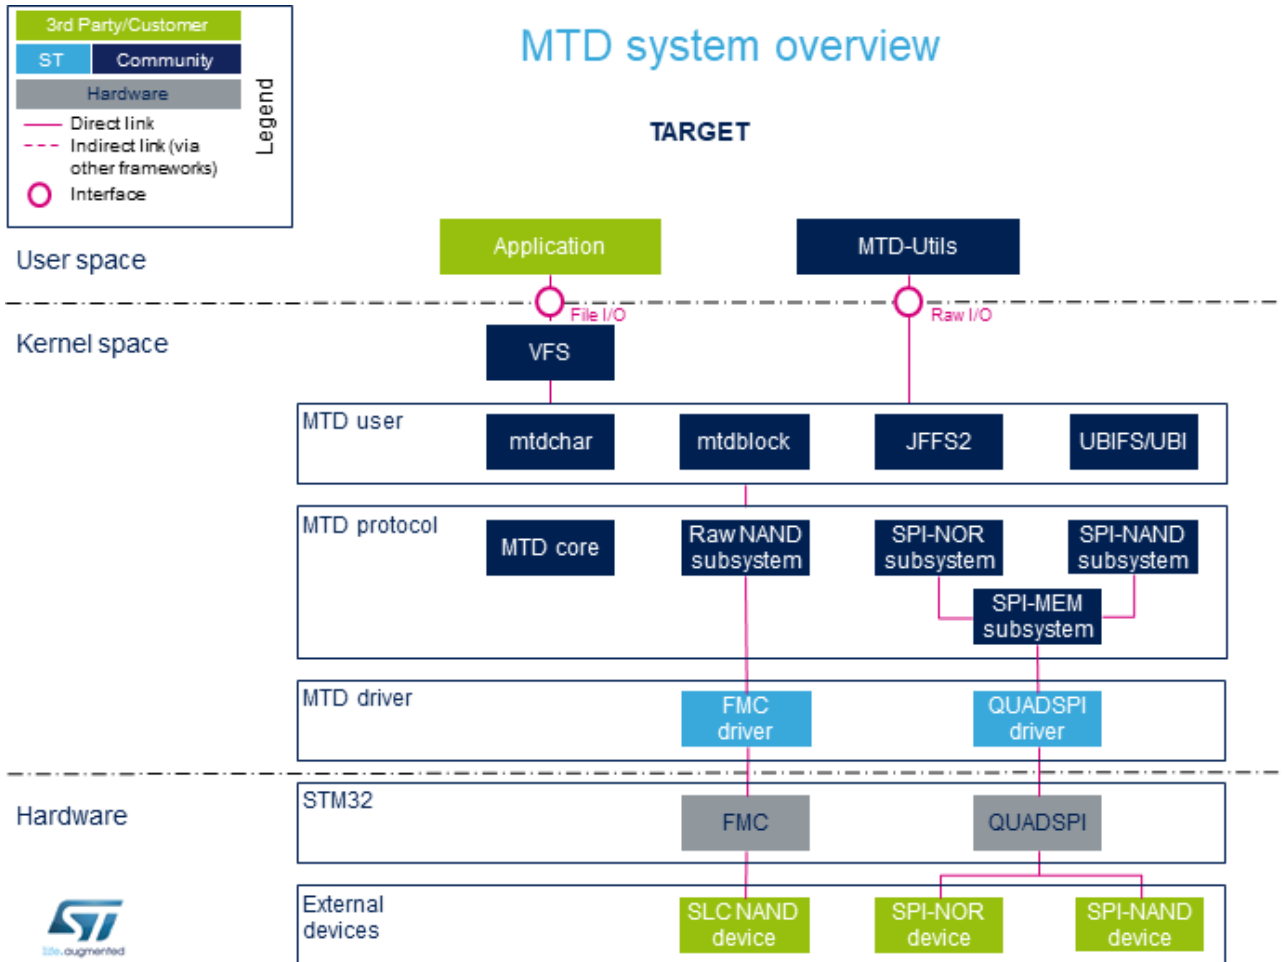 3rd Party/Customer
ST
Community
Hardware
Direct link
Indirect link (via
other frameworks)
Interface
Legend
MTD system overview
TARGET
User space
Application
MTD-Utils
File I/O
Raw I/O
Kernel space
VFS
MTD user
mtdchar
mtdblock
JFFS2
UBIFS/UBI
MTD protocol
MTD core
Raw NAND
subsystem
SPI-NOR
subsystem
SPI-NAND
subsystem
SPI-MEM
subsystem
MTD driver
FMC
driver
QUADSPI
driver
Hardware
STM32
FMC
QUADSPI
External
devices
SLC NAND
device
SPI-NOR
device
SPI-NAND
device
ST
life.augmented